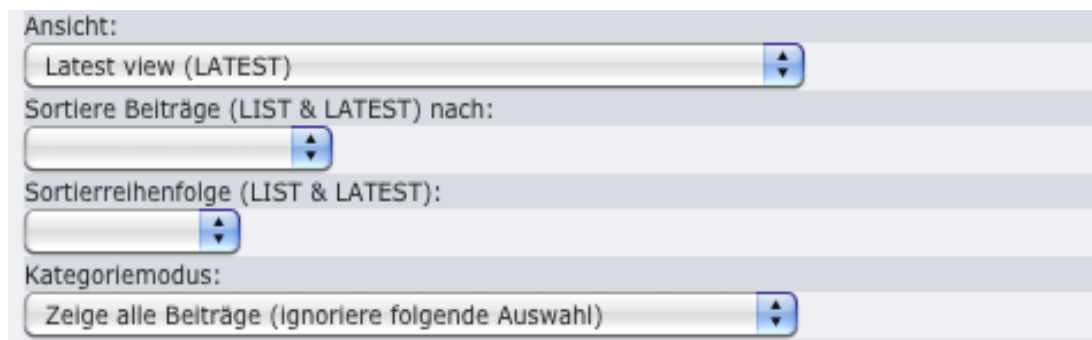 Ansicht:
Latest view (LATEST)
Sortiere Beiträge (LIST & LATEST) nach:
Sortierreihenfolge (LIST & LATEST):
Kategoriemodus:
Zeige alle Beiträge (ignoriere folgende Auswahl)